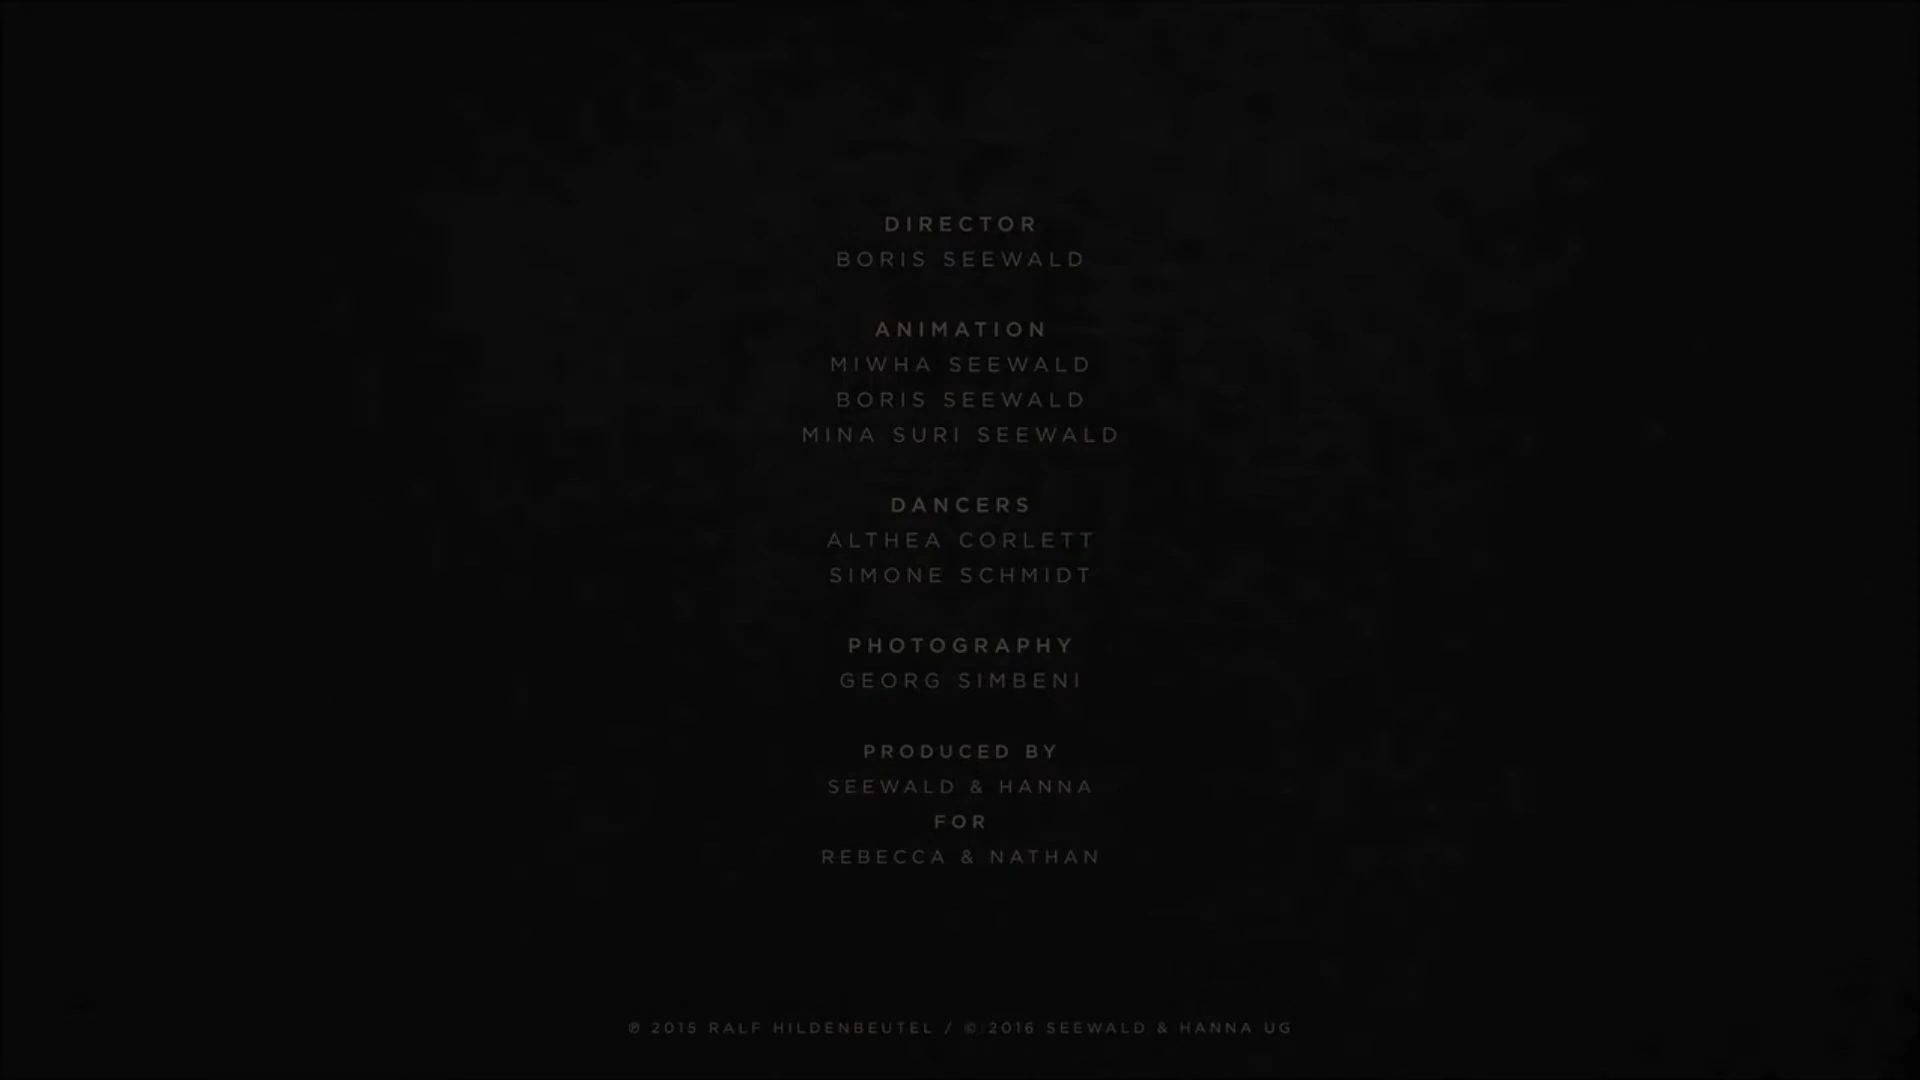 DIRECTOR
BORIS SEEWALD
ANIMATION
MIWHA SEEWALD
BORIS SEEWALD
MINA SURI SEEWALD
DANCERS
ALTHEA CORLETT
SIMONE SCHMIDT
PHOTOGRAPHY
GEORG SIMBENI
PRODUCED BY
SEEWALD & HANNA
FOR
REBECCA & NATHAN
℗ 2015 RALF HILDENBEUTEL / © 2016 SEEWALD & HANNA UG